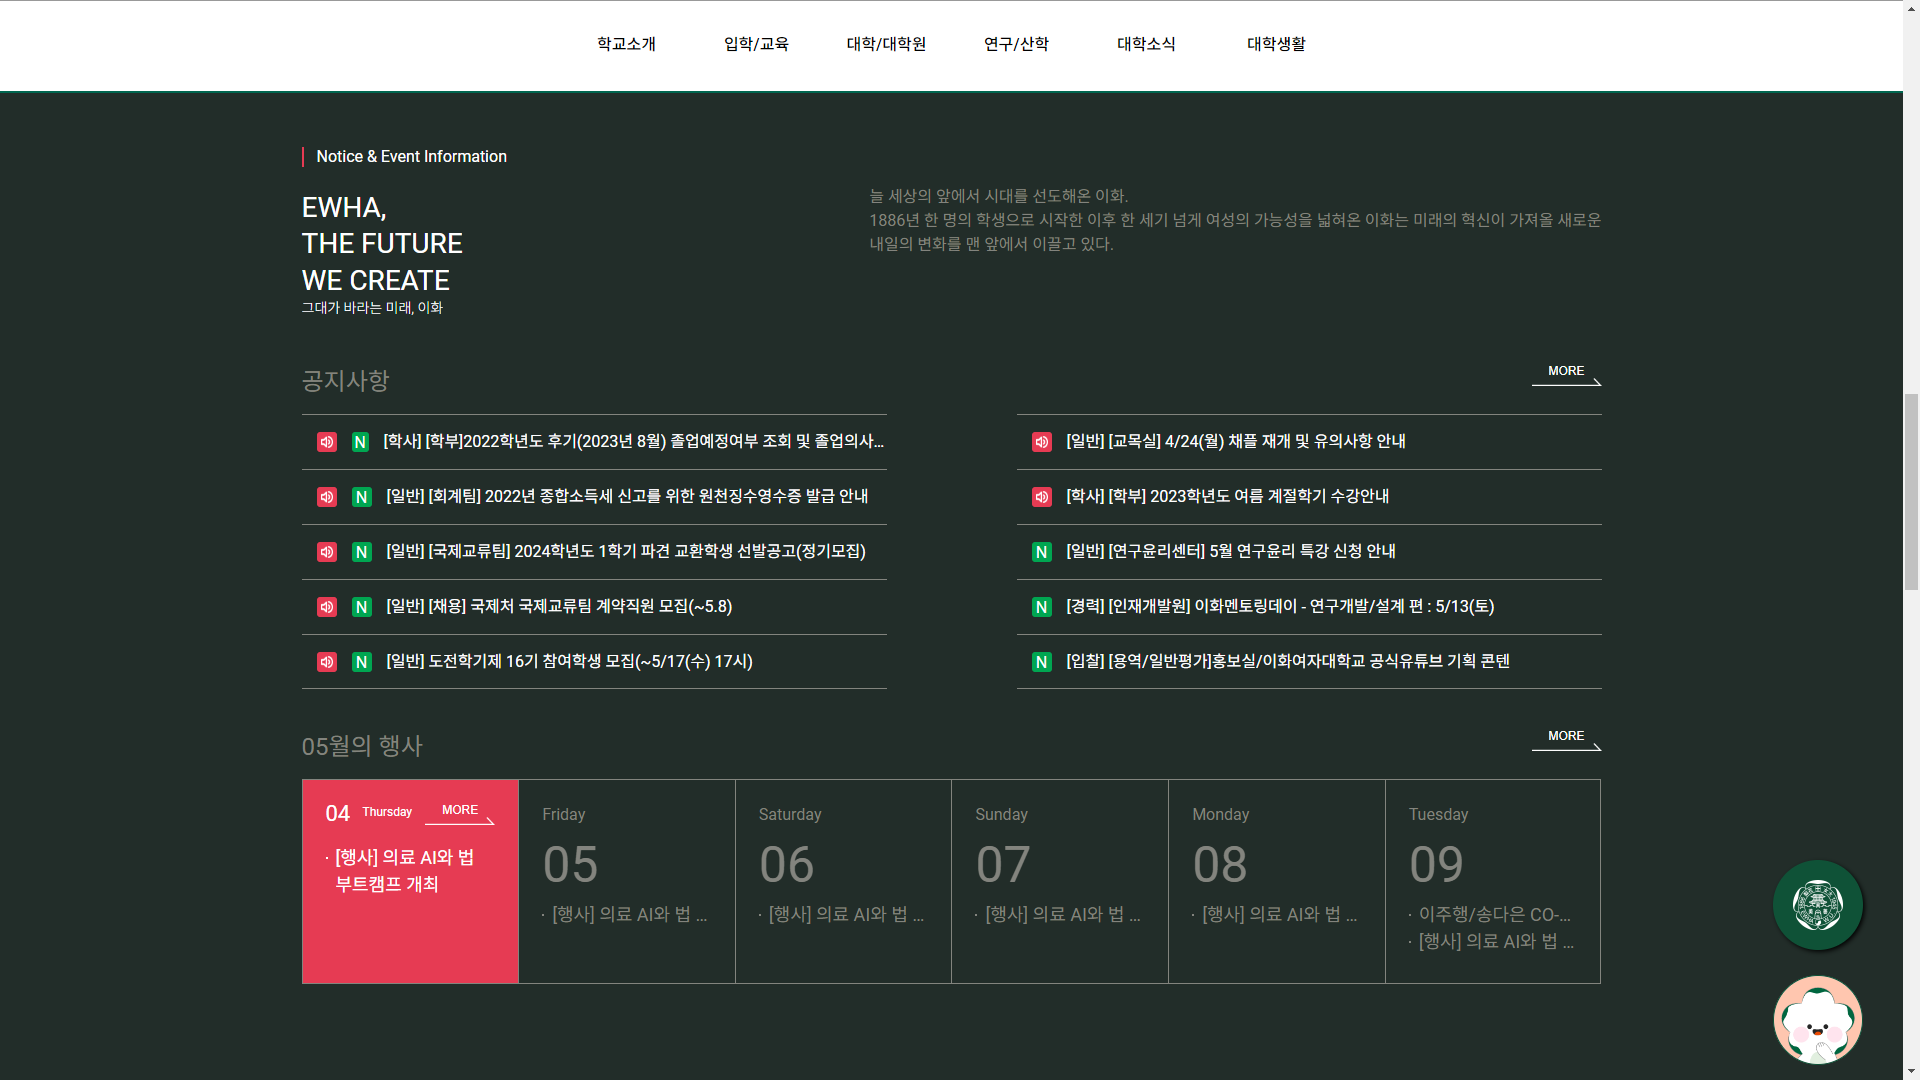 학교소개
입학/교육
대학/대학원
연구/산학
대학소식
대학생활
Notice & Event Information
EWHA,
THE FUTURE
WE CREATE
그대가 바라는 미래, 이화
늘 세상의 앞에서 시대를 선도해온 이화.
1886년 한 명의 학생으로 시작한 이후 한 세기 넘게 여성의 가능성을 넓혀온 이화는 미래의 혁신이 가져올 새로운
내일의 변화를 맨 앞에서 이끌고 있다.
공지사항
MORE
N [학사] [학부]2022학년도 후기(2023년 8월) 졸업예정여부 조회 및 졸업의사...
N [일반] [회계팀] 2022년 종합소득세 신고를 위한 원천징수영수증 발급 안내
N [일반] [국제교류팀] 2024학년도 1학기 파견 교환학생 선발공고(정기모집)
N [일반] [채용] 국제처 국제교류팀 계약직원 모집(~5.8)
N [일반] 도전학기제 16기 참여학생 모집(~5/17(수) 17시)
[일반] [교목실] 4/24(월) 채플 재개 및 유의사항 안내
[학사] [학부] 2023학년도 여름 계절학기 수강안내
N [일반] [연구윤리센터] 5월 연구윤리 특강 신청 안내
N [경력] [인재개발원] 이화멘토링데이 - 연구개발/설계 편 : 5/13(토)
N [입찰] [용역/일반평가]홍보실/이화여자대학교 공식유튜브 기획 콘텐
05월의 행사
MORE
04 Thursday MORE
· [행사] 의료 AI와 법
부트캠프 개최
Friday
05
· [행사] 의료 AI와 법 ...
Saturday
06
· [행사] 의료 AI와 법 ...
Sunday
07
· [행사] 의료 AI와 법 ...
Monday
08
· [행사] 의료 AI와 법 ...
Tuesday
09
· 이주행/송다은 CO-...
· [행사] 의료 AI와 법 ...